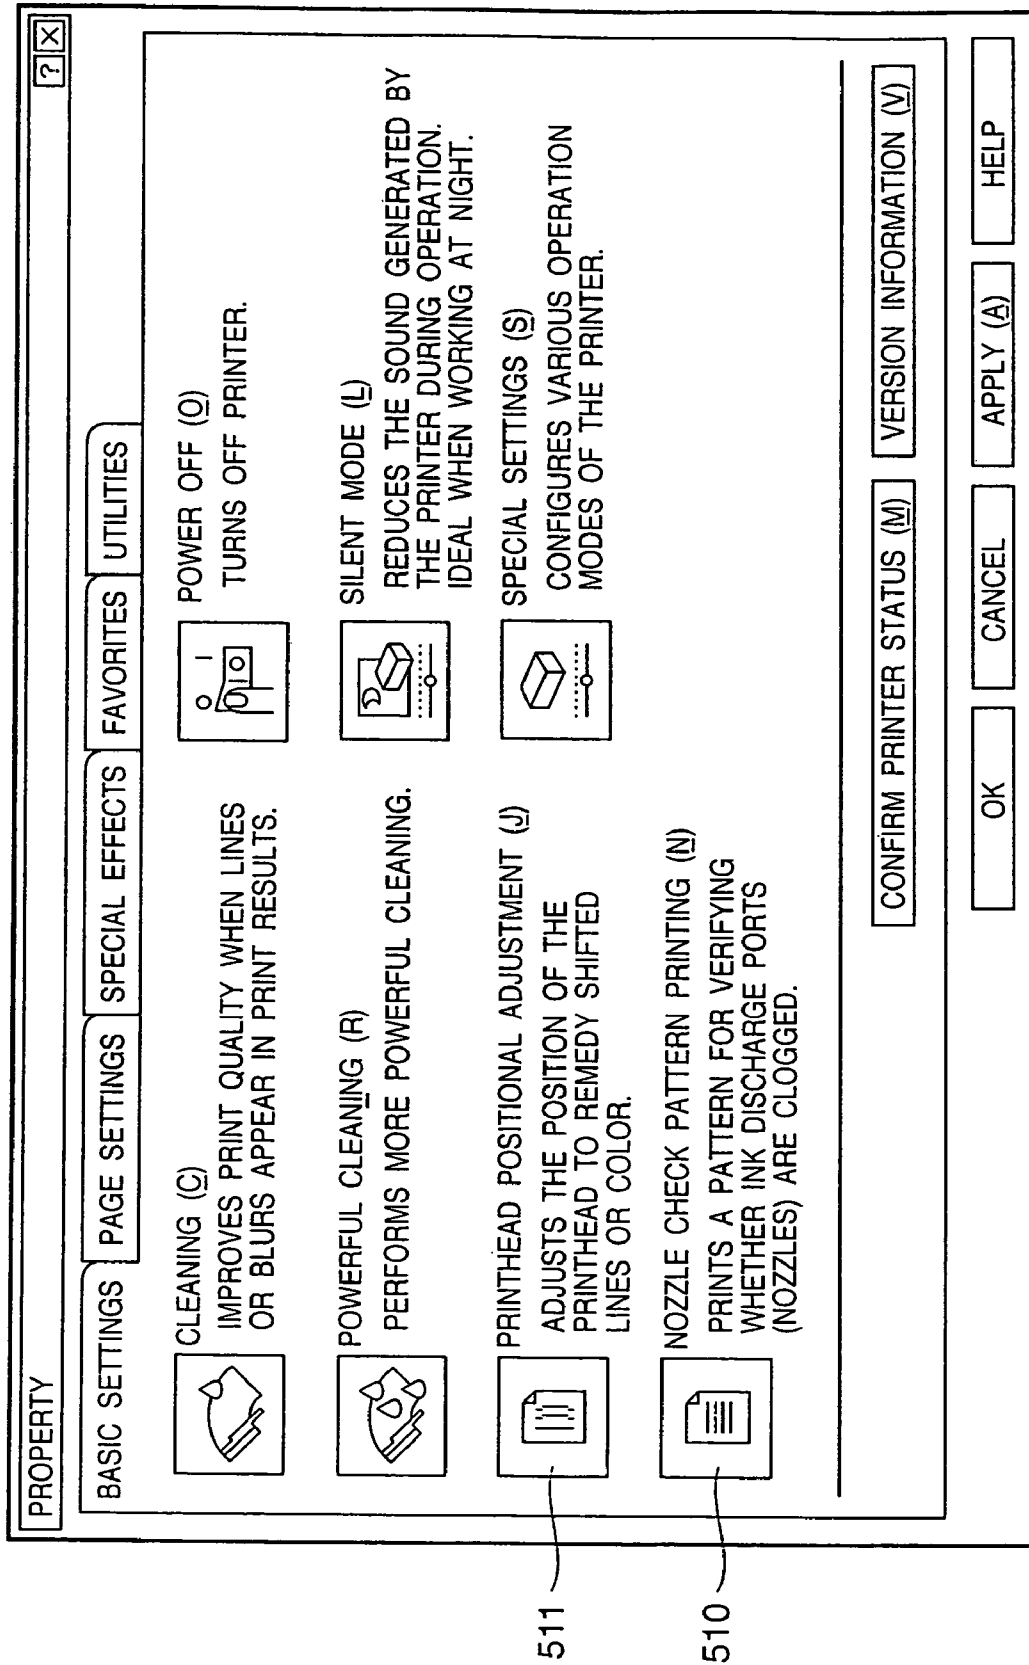 PROPERTY
? X
BASIC SETTINGS
PAGE SETTINGS
SPECIAL EFFECTS
FAVORITES
UTILITIES
CLEANING (C)
IMPROVES PRINT QUALITY WHEN LINES
OR BLURS APPEAR IN PRINT RESULTS.
POWERFUL CLEANING (R)
PERFORMS MORE POWERFUL CLEANING.
PRINTHEAD POSITIONAL ADJUSTMENT (J)
ADJUSTS THE POSITION OF THE
PRINTHEAD TO REMEDY SHIFTED
LINES OR COLOR.
NOZZLE CHECK PATTERN PRINTING (N)
PRINTS A PATTERN FOR VERIFYING
WHETHER INK DISCHARGE PORTS
(NOZZLES) ARE CLOGGED.
POWER OFF (O)
TURNS OFF PRINTER.
SILENT MODE (L)
REDUCES THE SOUND GENERATED BY
THE PRINTER DURING OPERATION.
IDEAL WHEN WORKING AT NIGHT.
SPECIAL SETTINGS (S)
CONFIGURES VARIOUS OPERATION
MODES OF THE PRINTER.
511
510
CONFIRM PRINTER STATUS (M)
VERSION INFORMATION (V)
OK
CANCEL
APPLY (A)
HELP